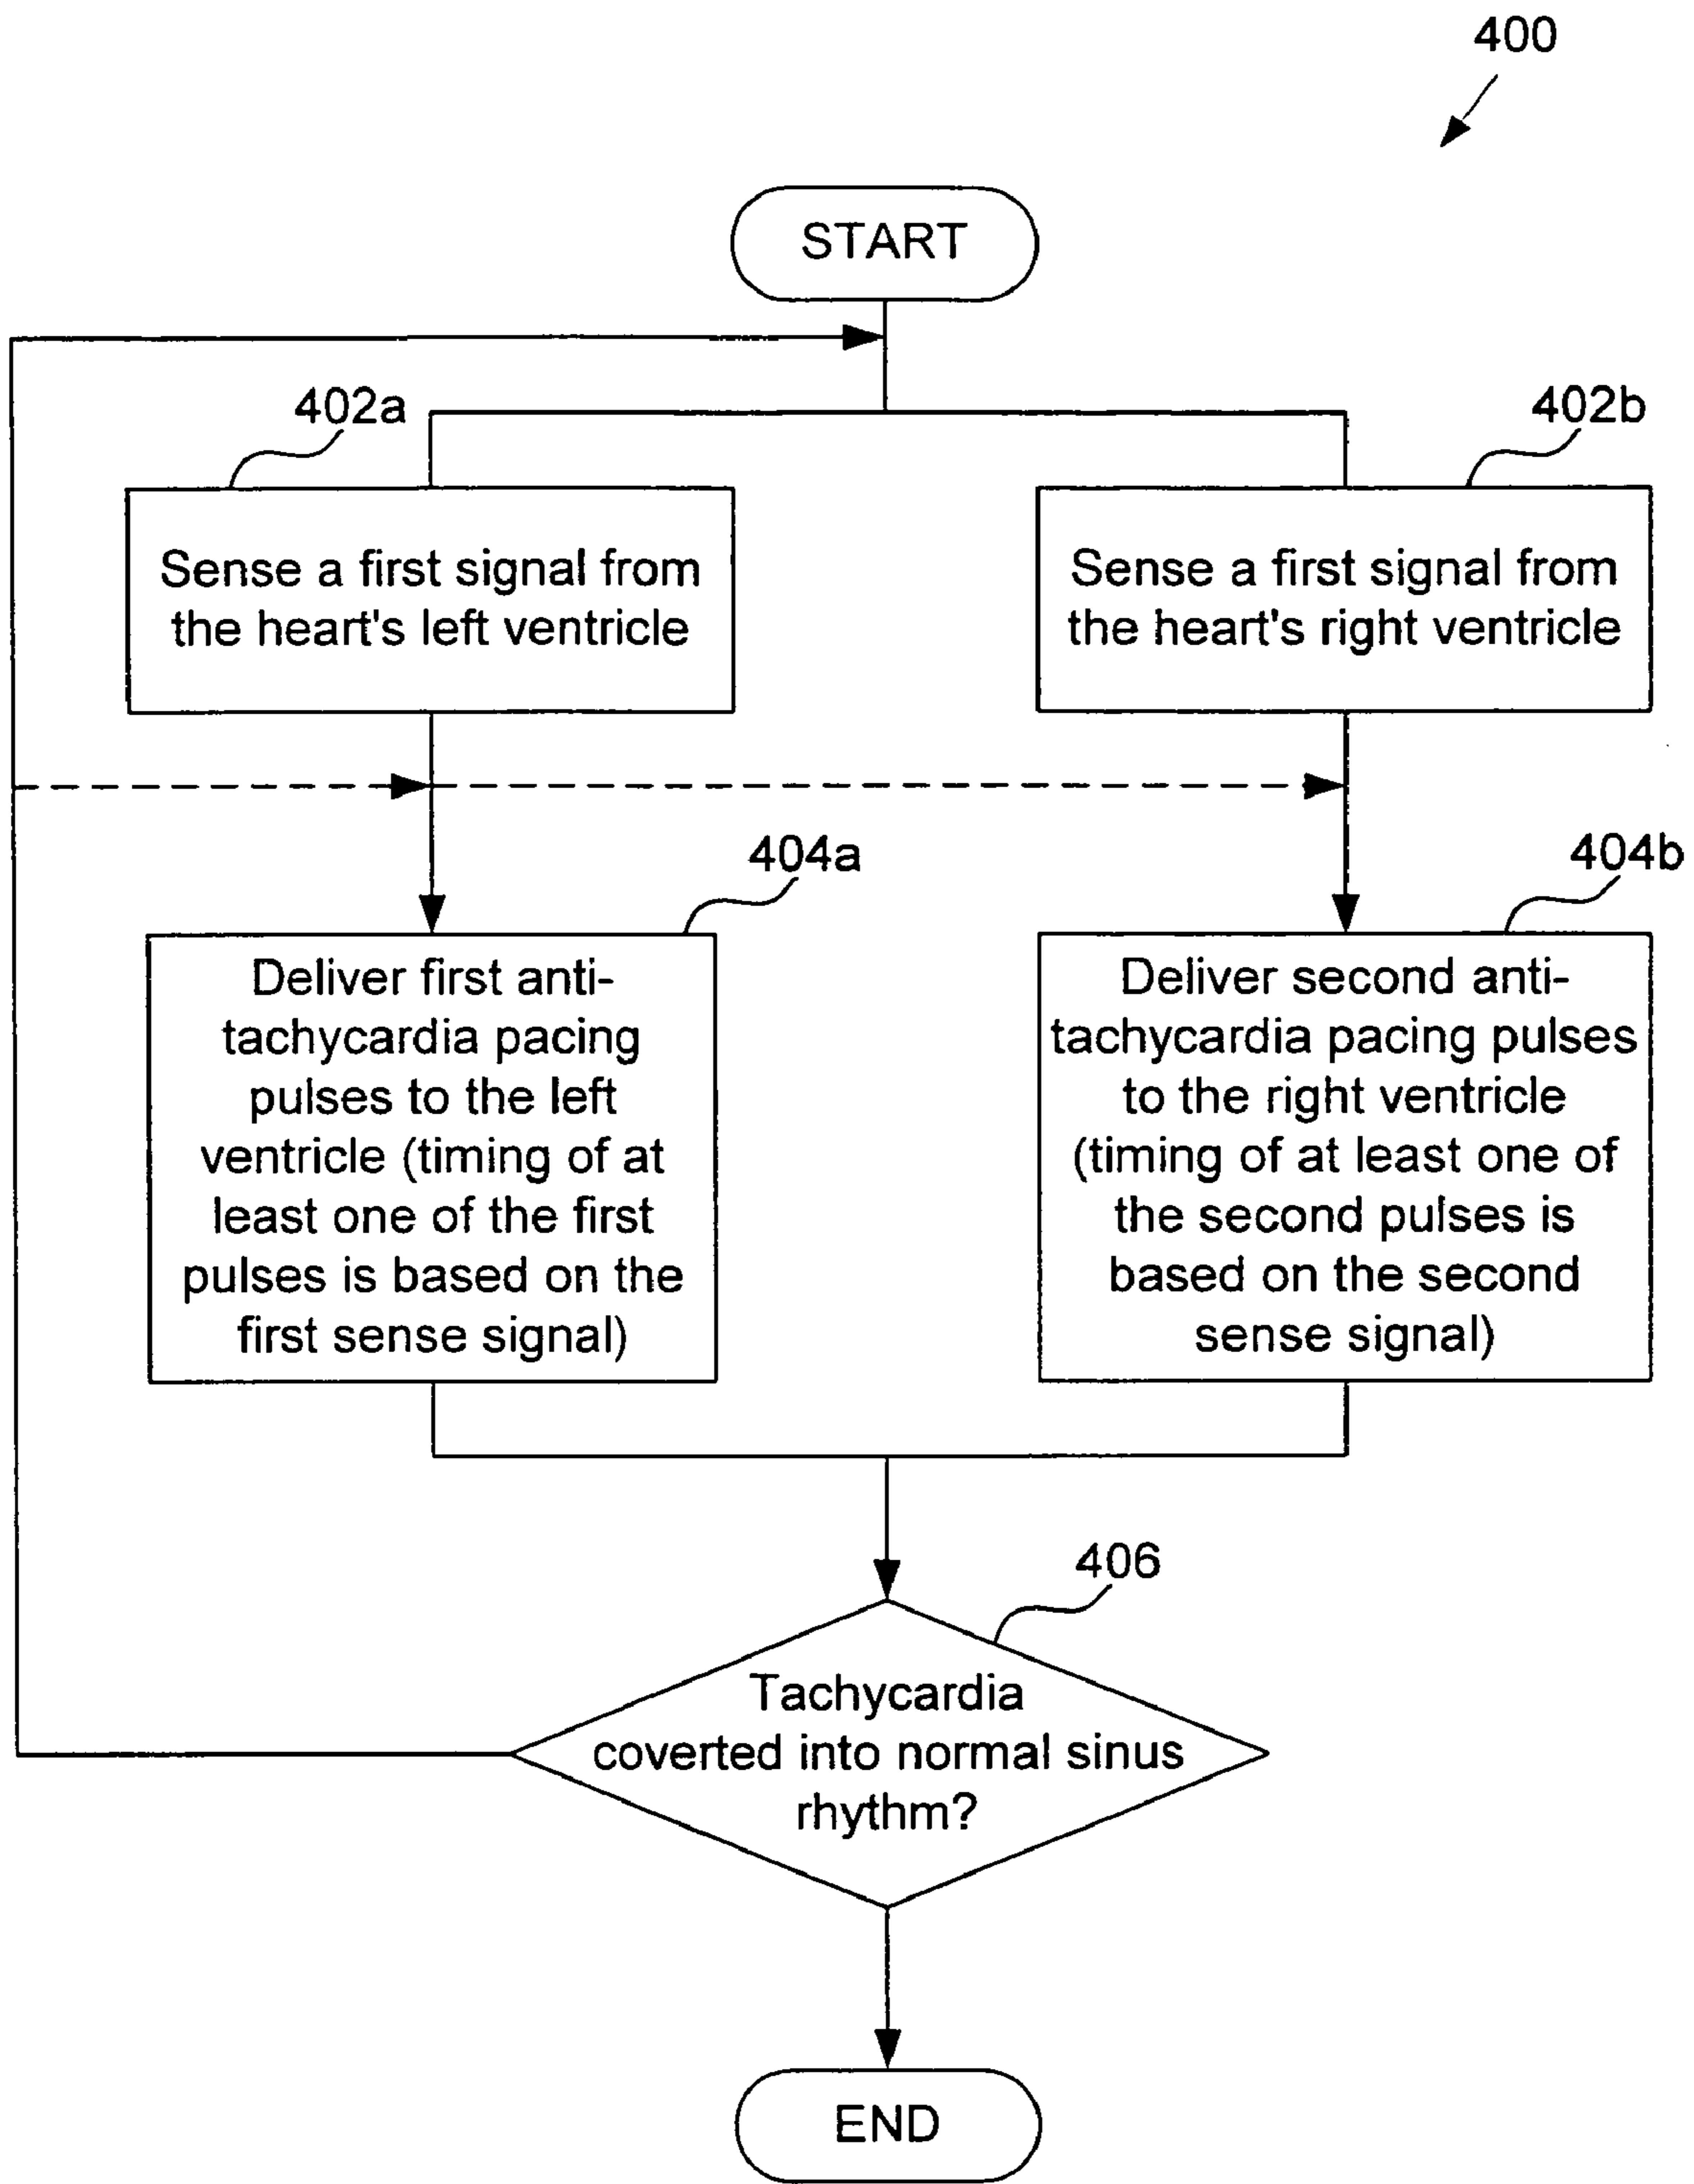 400
START
402a
402b
Sense a first signal from
the heart's left ventricle
Sense a first signal from
the heart's right ventricle
404a
404b
Deliver first anti-
tachycardia pacing
pulses to the left
ventricle (timing of at
least one of the first
pulses is based on the
first sense signal)
Deliver second anti-
tachycardia pacing pulses
to the right ventricle
(timing of at least one of
the second pulses is
based on the second
sense signal)
406
Tachycardia
coverted into normal sinus
rhythm?
END